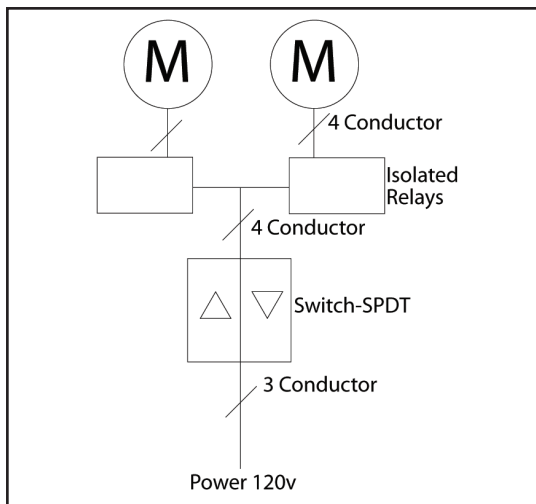 M
M
4 Conductor
Isolated
Relays
4 Conductor
Switch-SPDT
3 Conductor
Power 120v